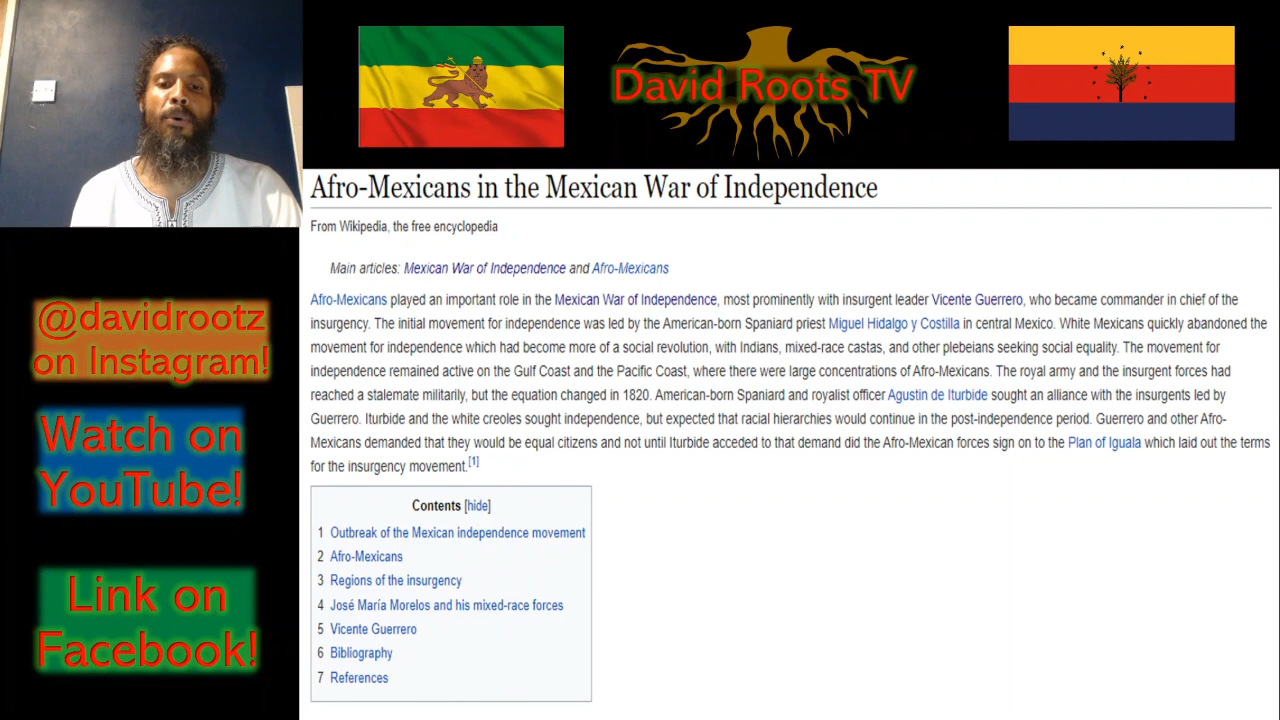 David Roots TV
@davidrootz
on Instagram!
Watch on
YouTube!
Link on
Facebook!
Afro-Mexicans in the Mexican War of Independence
From Wikipedia, the free encyclopedia
Main articles: Mexican War of Independence and Afro-Mexicans
Afro-Mexicans played an important role in the Mexican War of Independence, most prominently with insurgent leader Vicente Guerrero, who became commander in chief of the
insurgency. The initial movement for independence was led by the American-born Spaniard priest Miguel Hidalgo y Costilla in central Mexico. White Mexicans quickly abandoned the
movement for independence which had become more of a social revolution, with Indians, mixed-race castas, and other plebeians seeking social equality. The movement for
independence remained active on the Gulf Coast and the Pacific Coast, where there were large concentrations of Afro-Mexicans. The royal army and the insurgent forces had
reached a stalemate militarily, but the equation changed in 1820. American-born Spaniard and royalist officer Agustin de Iturbide sought an alliance with the insurgents led by
Guerrero. Iturbide and the white creoles sought independence, but expected that racial hierarchies would continue in the post-independence period. Guerrero and other Afro-
Mexicans demanded that they would be equal citizens and not until Iturbide acceded to that demand did the Afro-Mexican forces sign on to the Plan of Iguala which laid out the terms
for the insurgency movement.[1]
Contents [hide]
1 Outbreak of the Mexican independence movement
2 Afro-Mexicans
3 Regions of the insurgency
4 José María Morelos and his mixed-race forces
5 Vicente Guerrero
6 Bibliography
7 References